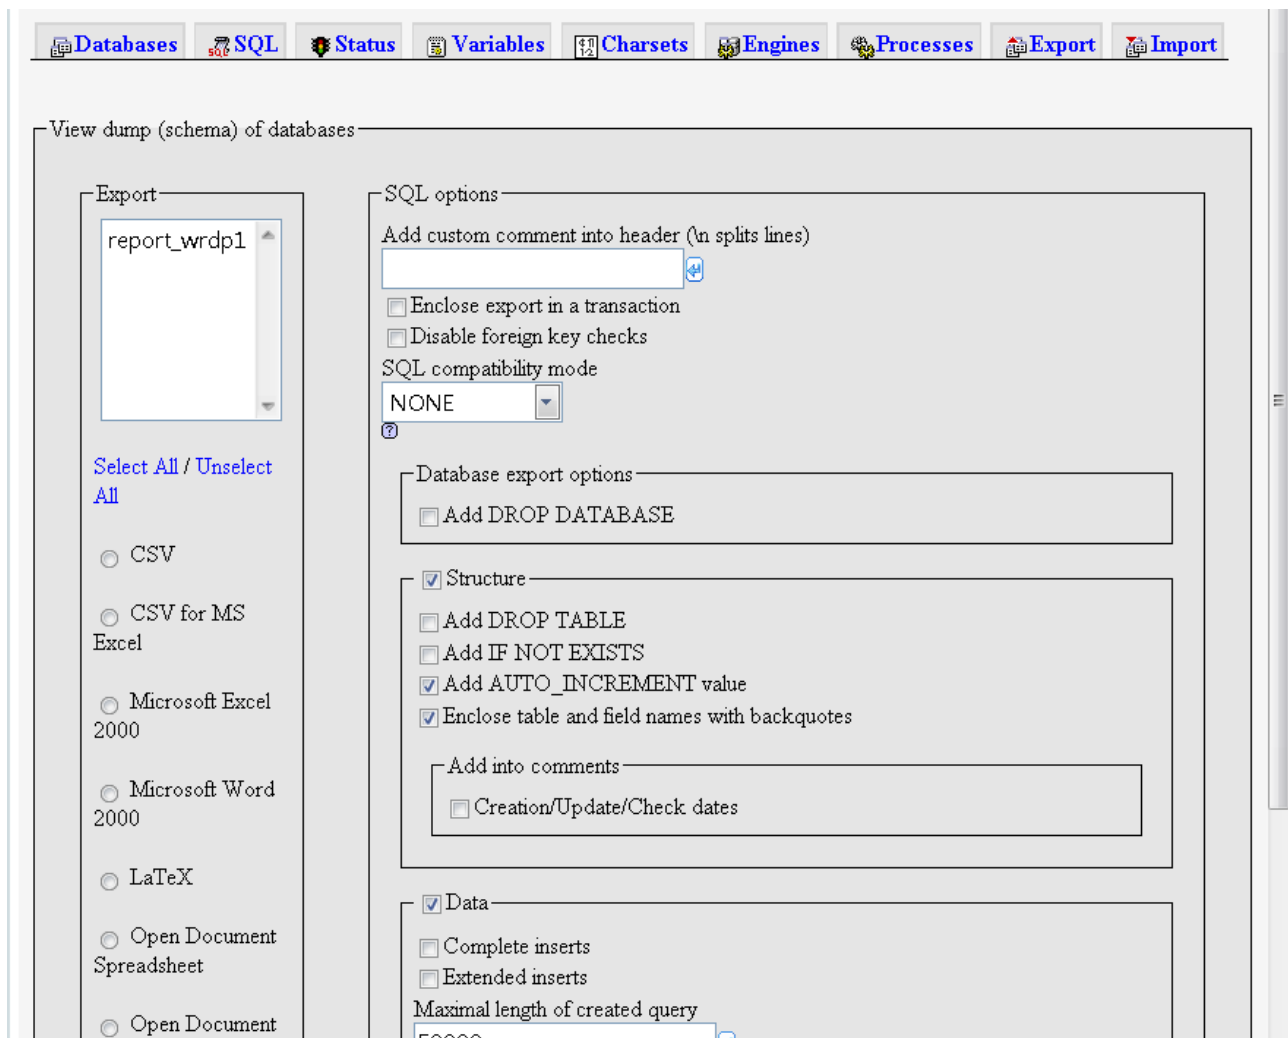 Databases SQL Status Variables Charsets Engines Processes Export Import
View dump (schema) of databases
Export
report_wrdp1
Select All / Unselect
All
CSV
CSV for MS
Excel
Microsoft Excel
2000
Microsoft Word
2000
LaTeX
Open Document
Spreadsheet
Open Document
SQL options
Add custom comment into header (\n splits lines)
Enclose export in a transaction
Disable foreign key checks
SQL compatibility mode
NONE
Database export options
Add DROP DATABASE
Structure
Add DROP TABLE
Add IF NOT EXISTS
Add AUTO_INCREMENT value
Enclose table and field names with backquotes
Add into comments
Creation/Update/Check dates
Data
Complete inserts
Extended inserts
Maximal length of created query
50000